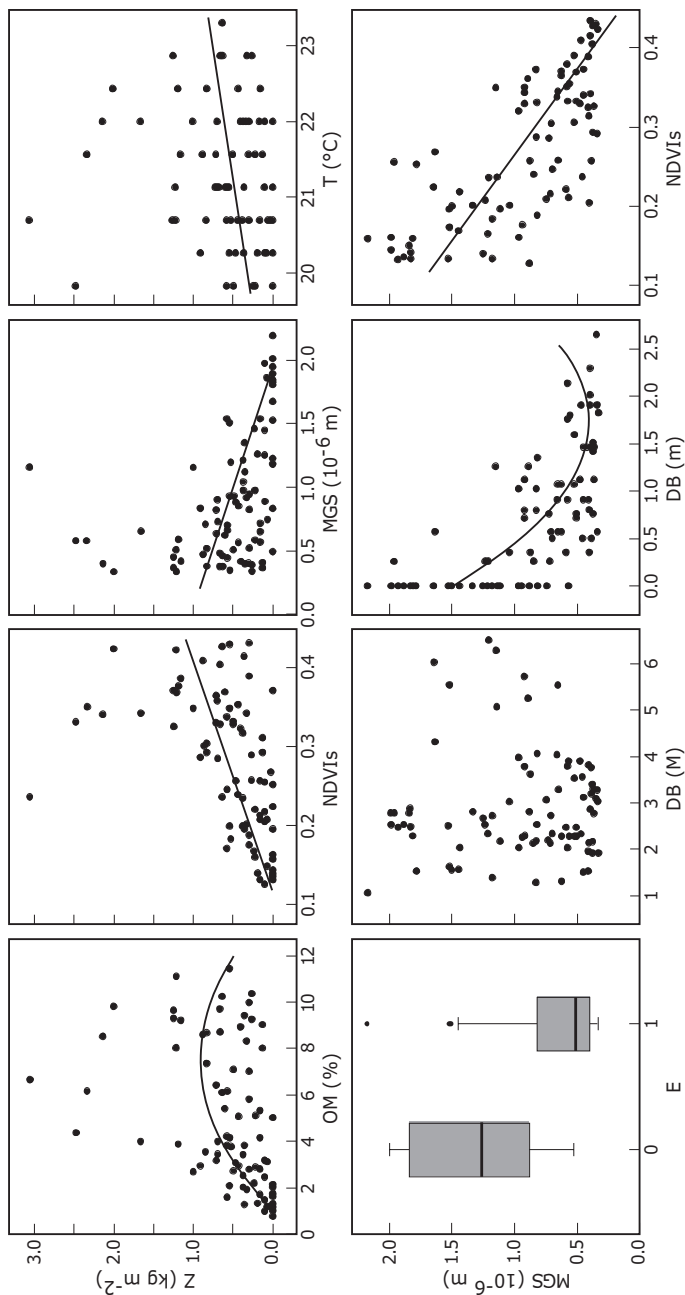 Z (kg m⁻²)
3.0
2.0
1.0
0.0
0 2 4 6 8 10 12
OM (%)
0.1 0.2 0.3 0.4
NDVIs
0.0 0.5 1.0 1.5 2.0
MGS (10⁻⁶ m)
20 21 22 23
T (°C)
MGS (10⁻⁶ m)
2.0
1.5
1.0
0.5
0.0
0 1
E
1 2 3 4 5 6
DB (M)
0.0 0.5 1.0 1.5 2.0 2.5
DB (m)
0.1 0.2 0.3 0.4
NDVIs